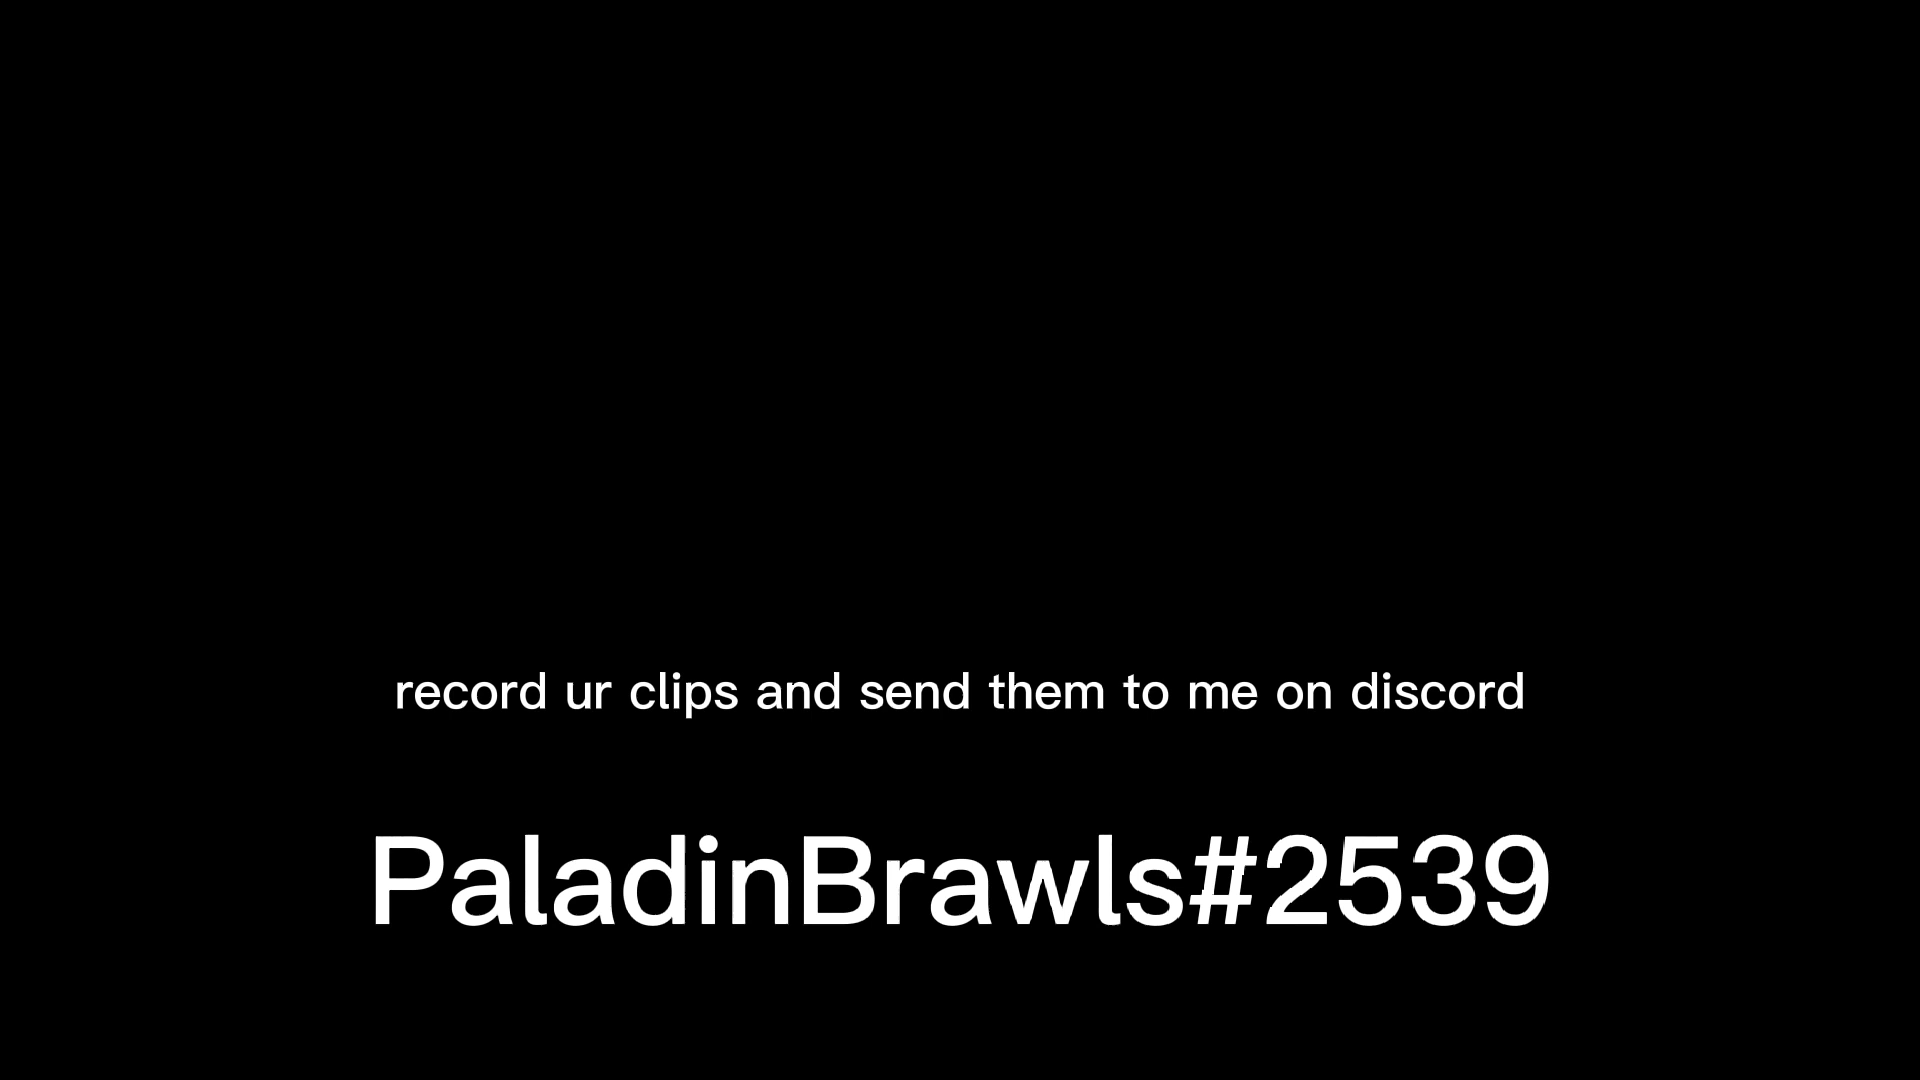 record ur clips and send them to me on discord
PaladinBrawls#2539